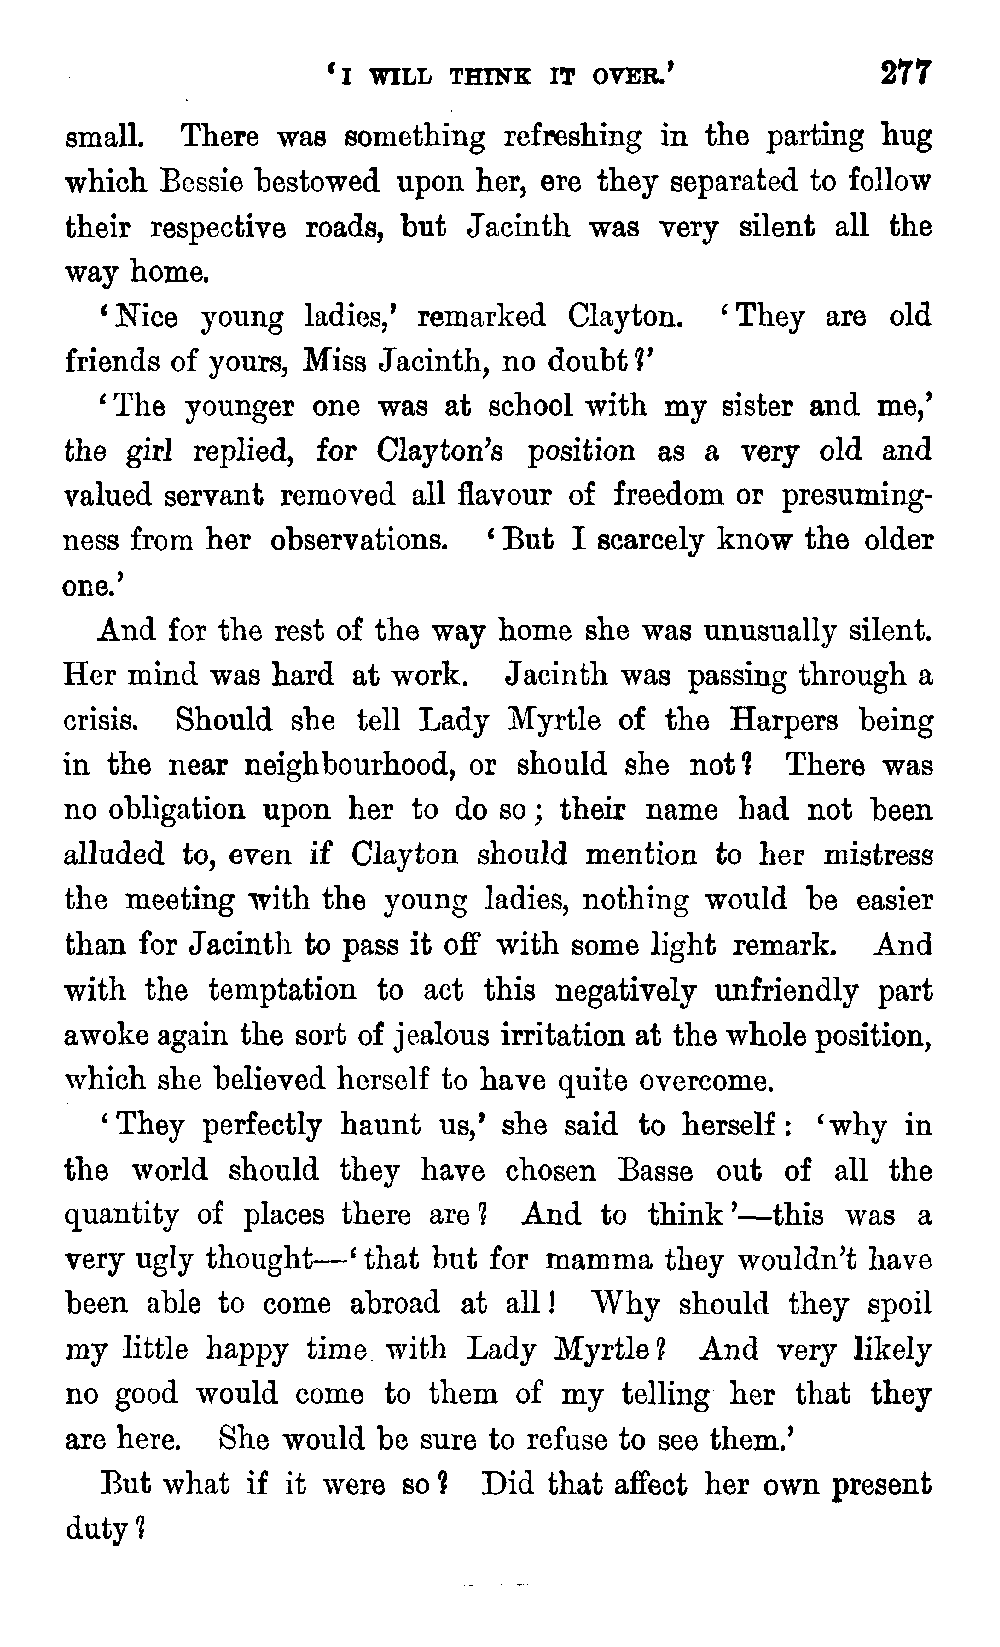 ‘I WILL THINK IT OVER.’ 277
small. There was something refreshing in the parting hug
which Bessie bestowed upon her, ere they separated to follow
their respective roads, but Jacinth was very silent all the
way home.
‘Nice young ladies,’ remarked Clayton. ‘They are old
friends of yours, Miss Jacinth, no doubt?’
‘The younger one was at school with my sister and me,’
the girl replied, for Clayton’s position as a very old and
valued servant removed all flavour of freedom or presuming-
ness from her observations. ‘But I scarcely know the older
one.’
And for the rest of the way home she was unusually silent.
Her mind was hard at work. Jacinth was passing through a
crisis. Should she tell Lady Myrtle of the Harpers being
in the near neighbourhood, or should she not? There was
no obligation upon her to do so; their name had not been
alluded to, even if Clayton should mention to her mistress
the meeting with the young ladies, nothing would be easier
than for Jacinth to pass it off with some light remark. And
with the temptation to act this negatively unfriendly part
awoke again the sort of jealous irritation at the whole position,
which she believed herself to have quite overcome.
‘They perfectly haunt us,’ she said to herself: ‘why in
the world should they have chosen Basse out of all the
quantity of places there are? And to think’—this was a
very ugly thought—‘that but for mamma they wouldn’t have
been able to come abroad at all! Why should they spoil
my little happy time with Lady Myrtle? And very likely
no good would come to them of my telling her that they
are here. She would be sure to refuse to see them.’
But what if it were so? Did that affect her own present
duty?